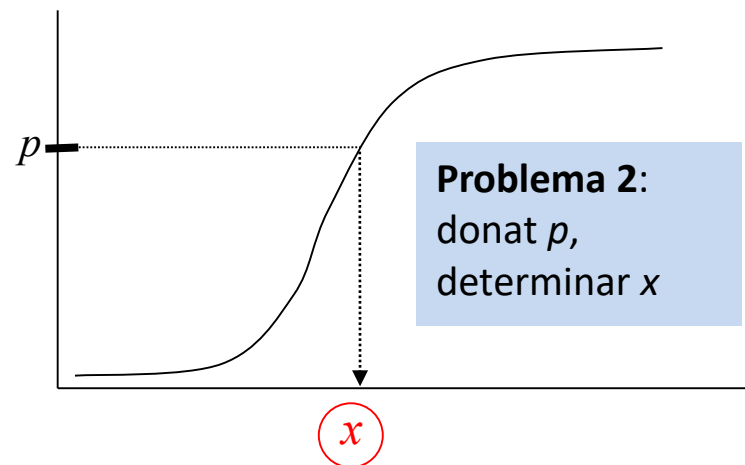 p
Problema 2:
donat p,
determinar x
x